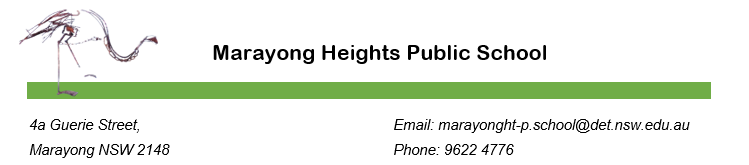 Marayong Heights Public School
4a Guerie Street,
Marayong NSW 2148
Email: marayonght-p.school@det.nsw.edu.au
Phone: 9622 4776